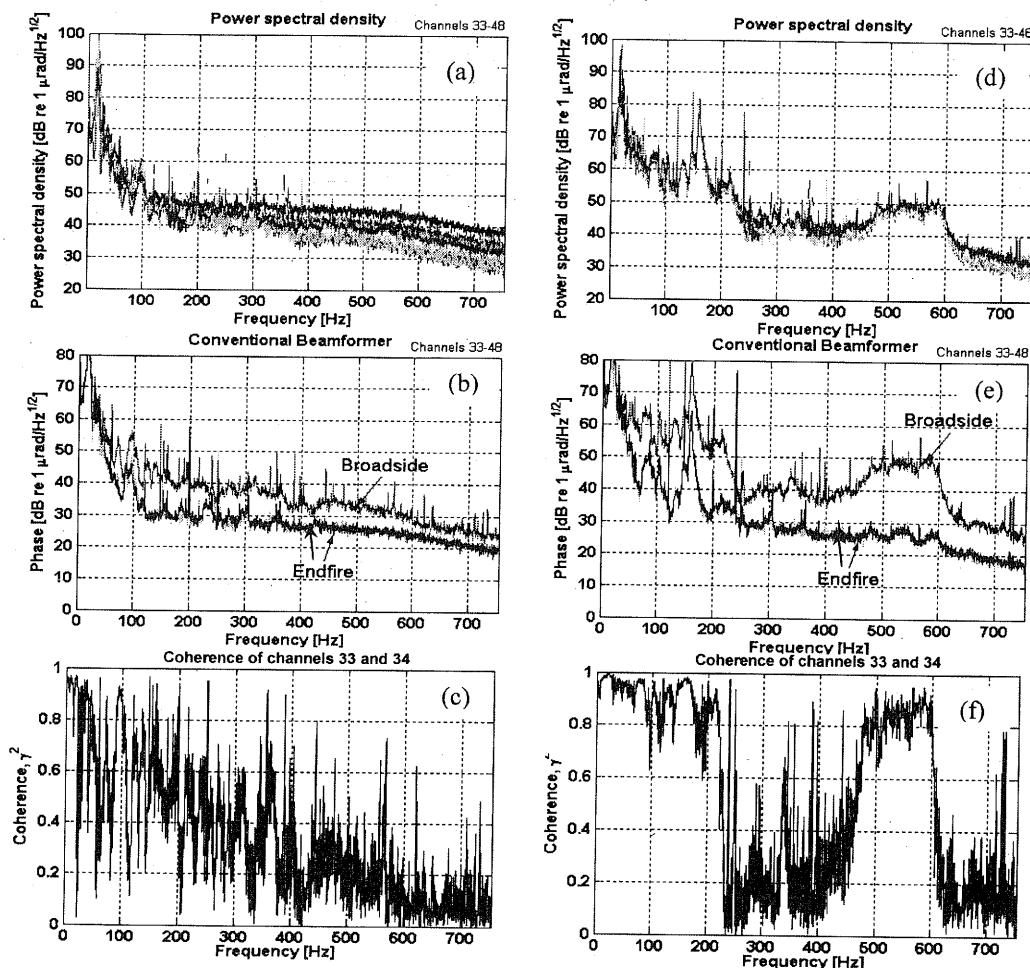 Power spectral density
Channels 33-48
(a)
Power spectral density [dB re 1 μrad/Hz^1/2]
100
90
80
70
60
50
40
30
20
100 200 300 400 500 600 700
Frequency [Hz]
Conventional Beamformer
Channels 33-48
(b)
Phase [dB re 1 μrad/Hz^1/2]
80
70
60
50
40
30
20
10
0
Broadside
Endfire
0 100 200 300 400 500 600 700
Frequency [Hz]
Coherence of channels 33 and 34
(c)
Coherence, γ^2
1
0.8
0.6
0.4
0.2
0
0 100 200 300 400 500 600 700
Frequency [Hz]
Power spectral density
Channels 33-48
(d)
Power spectral density [dB re 1 μrad/Hz^1/2]
100
90
80
70
60
50
40
30
20
100 200 300 400 500 600 700
Frequency [Hz]
Conventional Beamformer
Channels 33-48
(e)
Phase [dB re 1 μrad/Hz^1/2]
80
70
60
50
40
30
20
10
0
Broadside
Endfire
0 100 200 300 400 500 600 700
Frequency [Hz]
Coherence of channels 33 and 34
(f)
Coherence, γ
1
0.8
0.6
0.4
0.2
0
0 100 200 300 400 500 600 700
Frequency [Hz]